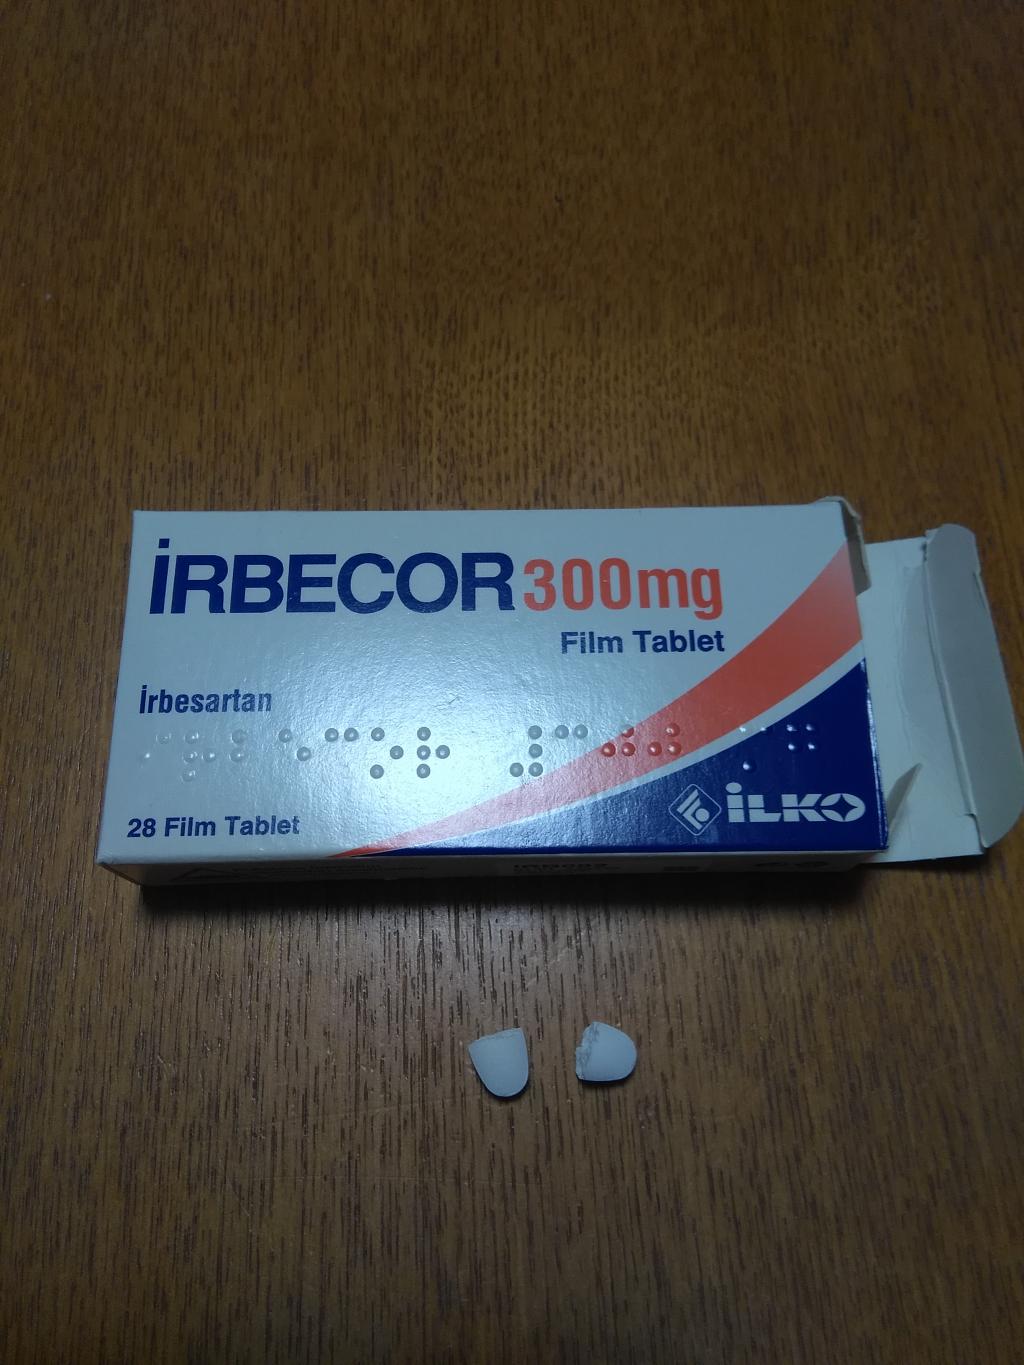 İRBECOR 300mg
Film Tablet
İrbesartan
28 Film Tablet
İLKO